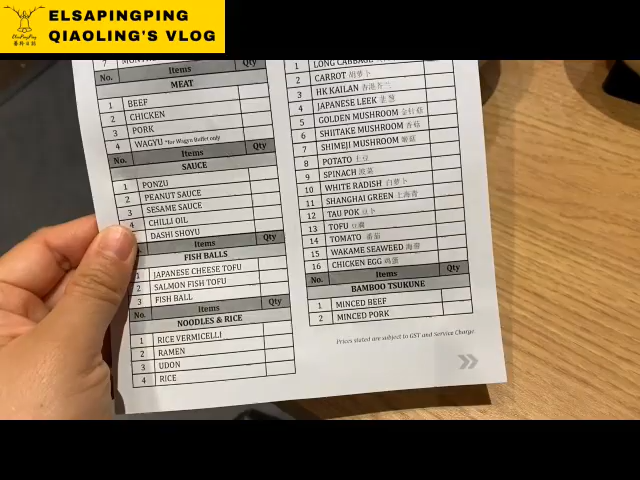 ELSAPINGPING
QIAOLING'S VLOG
ElsaPingPing
7
No. Items Qty
MEAT
1 BEEF
2 CHICKEN
3 PORK
4 WAGYU *for Wagyu Buffet only
No. Items Qty
SAUCE
1 PONZU
2 PEANUT SAUCE
3 SESAME SAUCE
4 CHILLI OIL
DASHI SHOYU
Items Qty
FISH BALLS
1 JAPANESE CHEESE TOFU
2 SALMON FISH TOFU
3 FISH BALL
No. Items Qty
NOODLES & RICE
1 RICE VERMICELLI
2 RAMEN
3 UDON
4 RICE
1 LONG CABBAGE
2 CARROT 胡萝卜
3 HK KAILAN 香港芥兰
4 JAPANESE LEEK
5 GOLDEN MUSHROOM 金针菇
6 SHIITAKE MUSHROOM 香菇
7 SHIMEJI MUSHROOM
8 POTATO 土豆
9 SPINACH 菠菜
10 WHITE RADISH 白萝卜
11 SHANGHAI GREEN 上海青
12 TAU POK 豆卜
13 TOFU 豆腐
14 TOMATO 番茄
15 WAKAME SEAWEED 海带
16 CHICKEN EGG 鸡蛋
No. Items Qty
BAMBOO TSUKUNE
1 MINCED BEEF
2 MINCED PORK
Prices stated are subject to GST and Service Charge